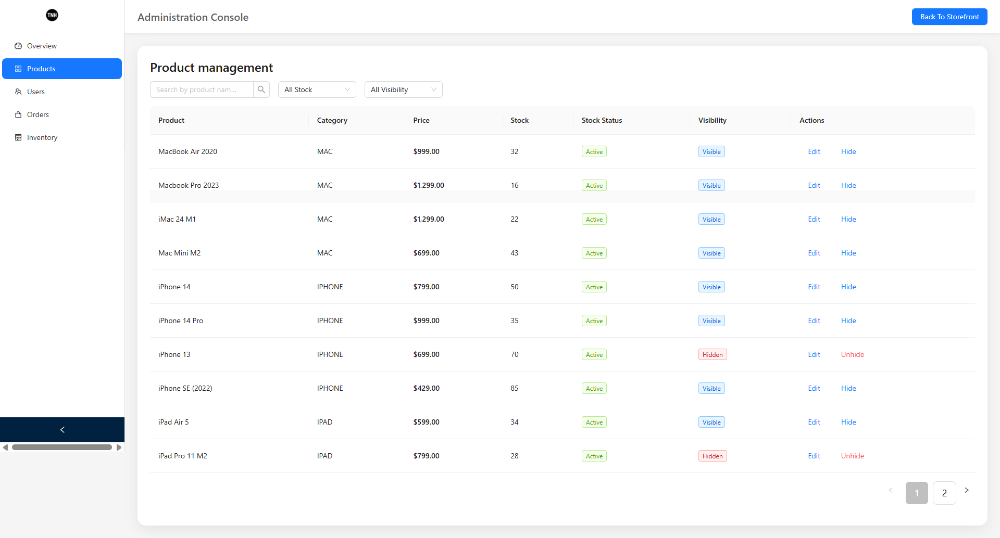 TNH
Administration Console
Back To Storefront
Overview
Products
Users
Orders
Inventory
Product management
Search by product nam...
All Stock
All Visibility
Product Category Price Stock Stock Status Visibility Actions
MacBook Air 2020 MAC $999.00 32 Active Visible Edit Hide
Macbook Pro 2023 MAC $1,299.00 16 Active Visible Edit Hide
iMac 24 M1 MAC $1,299.00 22 Active Visible Edit Hide
Mac Mini M2 MAC $699.00 43 Active Visible Edit Hide
iPhone 14 IPHONE $799.00 50 Active Visible Edit Hide
iPhone 14 Pro IPHONE $999.00 35 Active Visible Edit Hide
iPhone 13 IPHONE $699.00 70 Active Hidden Edit Unhide
iPhone SE (2022) IPHONE $429.00 85 Active Visible Edit Hide
iPad Air 5 IPAD $599.00 34 Active Visible Edit Hide
iPad Pro 11 M2 IPAD $799.00 28 Active Hidden Edit Unhide
1 2